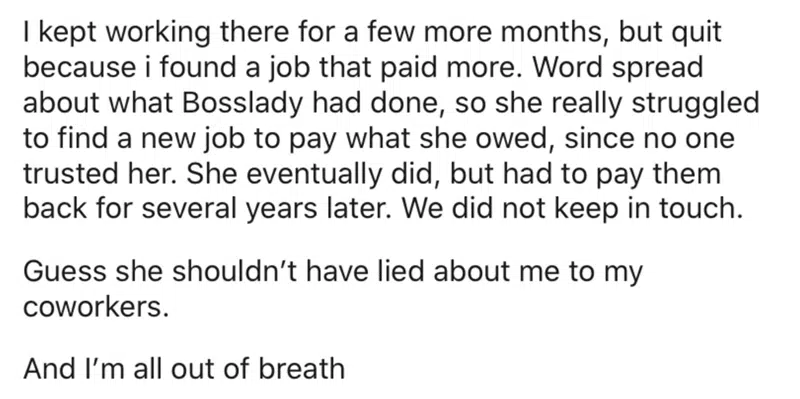 I kept working there for a few more months, but quit
because i found a job that paid more. Word spread
about what Bosslady had done, so she really struggled
to find a new job to pay what she owed, since no one
trusted her. She eventually did, but had to pay them
back for several years later. We did not keep in touch.
Guess she shouldn’t have lied about me to my
coworkers.
And I’m all out of breath